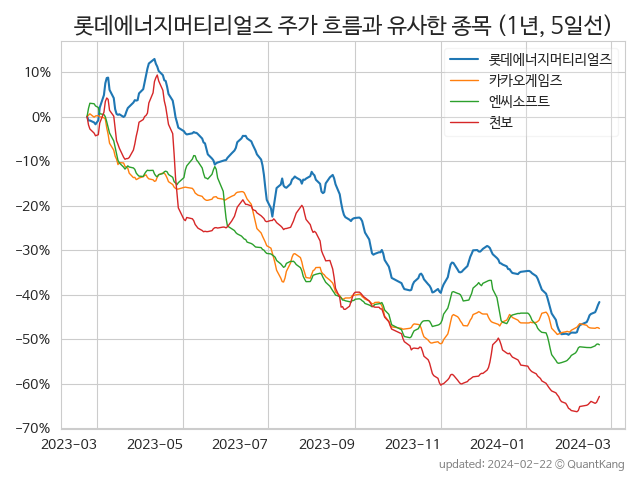 롯데에너지머티리얼즈 주가 흐름과 유사한 종목 (1년, 5일선)
롯데에너지머티리얼즈
카카오게임즈
엔씨소프트
천보
10%
0%
−10%
−20%
−30%
−40%
−50%
−60%
−70%
2023-03 2023-05 2023-07 2023-09 2023-11 2024-01 2024-03
updated: 2024-02-22 © QuantKang